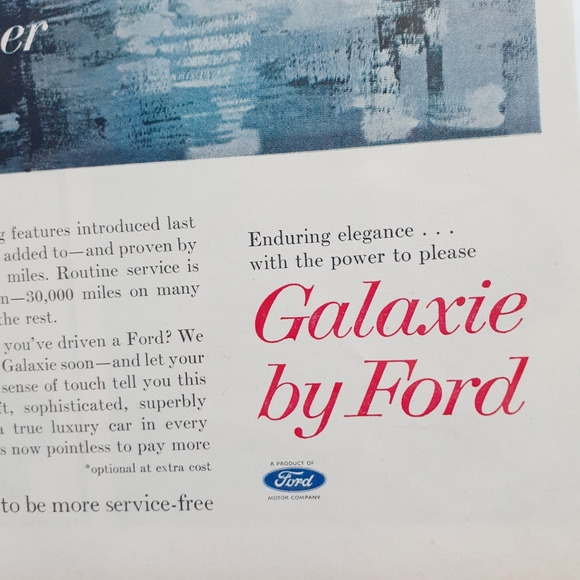 er
g features introduced last
added to—and proven by
miles. Routine service is
n—30,000 miles on many
the rest.
you've driven a Ford? We
Galaxie soon—and let your
sense of touch tell you this
ft, sophisticated, superbly
a true luxury car in every
s now pointless to pay more
*optional at extra cost
to be more service-free
Enduring elegance . . .
with the power to please
Galaxie
by Ford
A PRODUCT OF
Ford
MOTOR COMPANY